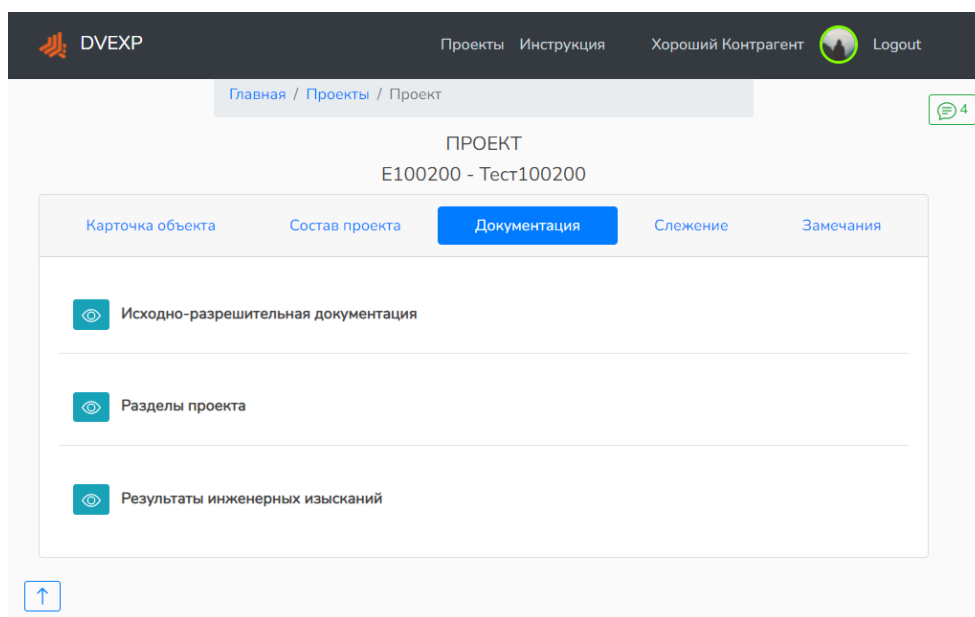 DVEXP
Проекты Инструкция Хороший Контрагент Logout
Главная / Проекты / Проект
4
ПРОЕКТ
E100200 - Тест100200
Карточка объекта Состав проекта Документация Слежение Замечания
Исходно-разрешительная документация
Разделы проекта
Результаты инженерных изысканий